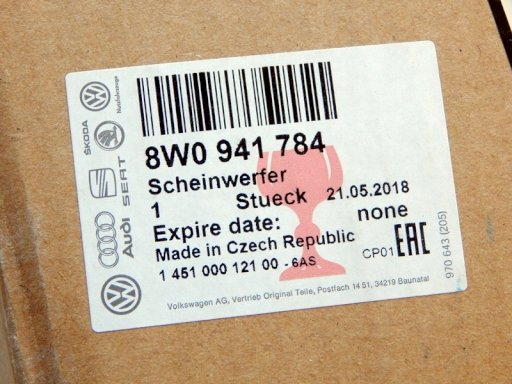 8W0 941 784
Scheinwerfer
1 Stueck 21.05.2018
Expire date: none
Made in Czech Republic
CP01 EAC
1 451 000 121 00 - 6AS
Volkswagen AG, Vertrieb Original Teile, Postfach 14 51, 34219 Baunatal
970 643 (205)
Nutzfahrzeuge
ŠKODA
SEAT
Audi